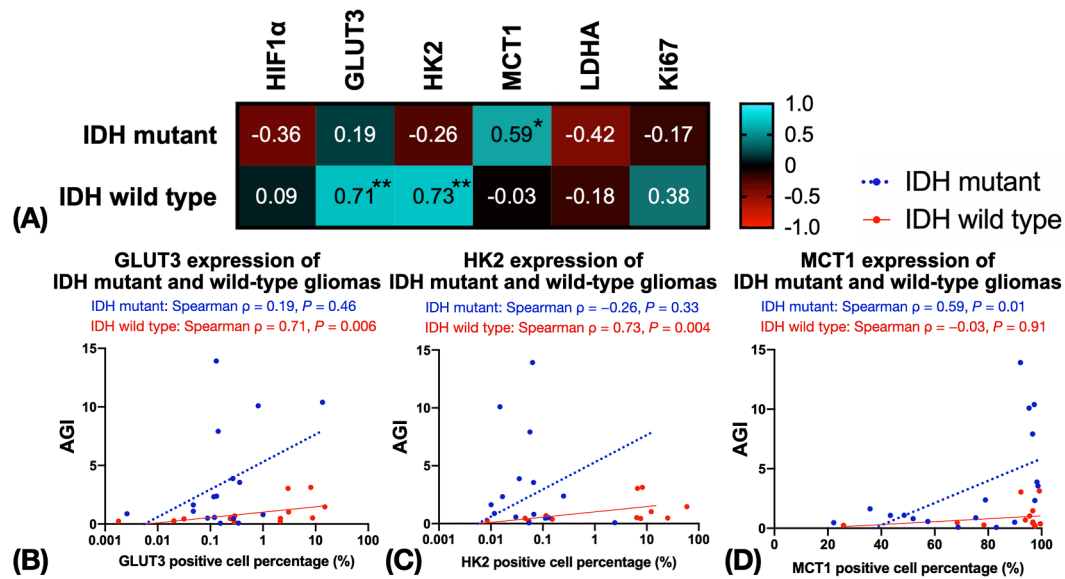 HIF1α GLUT3 HK2 MCT1 LDHA Ki67
IDH mutant -0.36 0.19 -0.26 0.59* -0.42 -0.17
IDH wild type 0.09 0.71** 0.73** -0.03 -0.18 0.38
1.0
0.5
0
-0.5
-1.0
IDH mutant
IDH wild type
(A)
GLUT3 expression of
IDH mutant and wild-type gliomas
IDH mutant: Spearman ρ = 0.19, P = 0.46
IDH wild type: Spearman ρ = 0.71, P = 0.006
15
10
5
0
AGI
0.001 0.01 0.1 1 10 100
GLUT3 positive cell percentage (%)
(B)
HK2 expression of
IDH mutant and wild-type gliomas
IDH mutant: Spearman ρ = −0.26, P = 0.33
IDH wild type: Spearman ρ = 0.73, P = 0.004
15
10
5
0
AGI
0.001 0.01 0.1 1 10 100
HK2 positive cell percentage (%)
(C)
MCT1 expression of
IDH mutant and wild-type gliomas
IDH mutant: Spearman ρ = 0.59, P = 0.01
IDH wild type: Spearman ρ = −0.03, P = 0.91
15
10
5
0
AGI
0 20 40 60 80 100
MCT1 positive cell percentage (%)
(D)